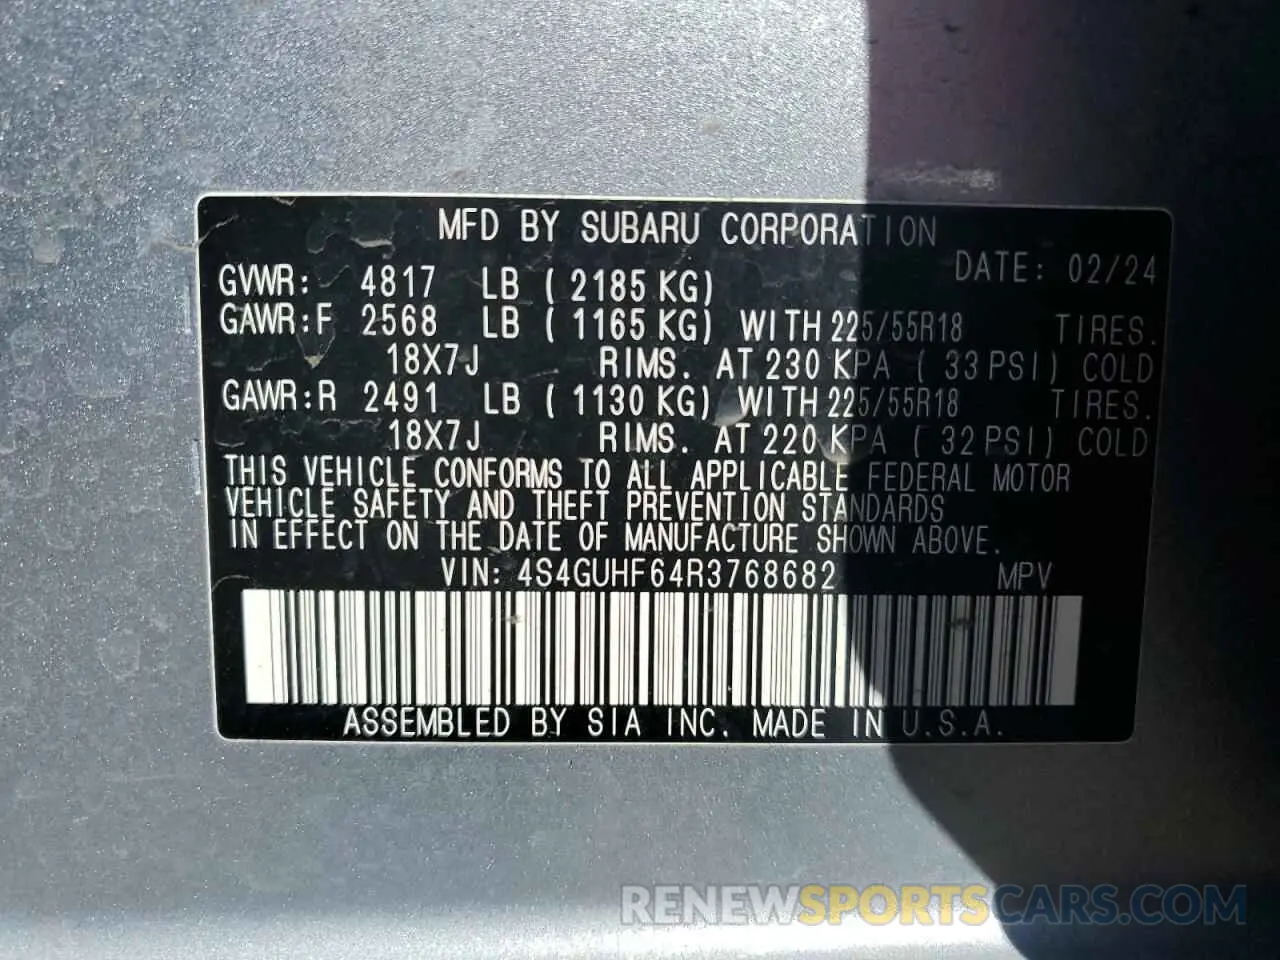 MFD BY SUBARU CORPORATION
DATE: 02/24
GVWR: 4817 LB ( 2185 KG)
GAWR:F 2568 LB ( 1165 KG) WITH 225/55R18 TIRES.
18X7J RIMS. AT 230 KPA ( 33 PSI) COLD
GAWR:R 2491 LB ( 1130 KG) WITH 225/55R18 TIRES.
18X7J RIMS. AT 220 KPA ( 32 PSI) COLD
THIS VEHICLE CONFORMS TO ALL APPLICABLE FEDERAL MOTOR
VEHICLE SAFETY AND THEFT PREVENTION STANDARDS
IN EFFECT ON THE DATE OF MANUFACTURE SHOWN ABOVE.
VIN: 4S4GUHF64R3768682 MPV
ASSEMBLED BY SIA INC. MADE IN U.S.A.
RENEWSPORTSCARS.COM